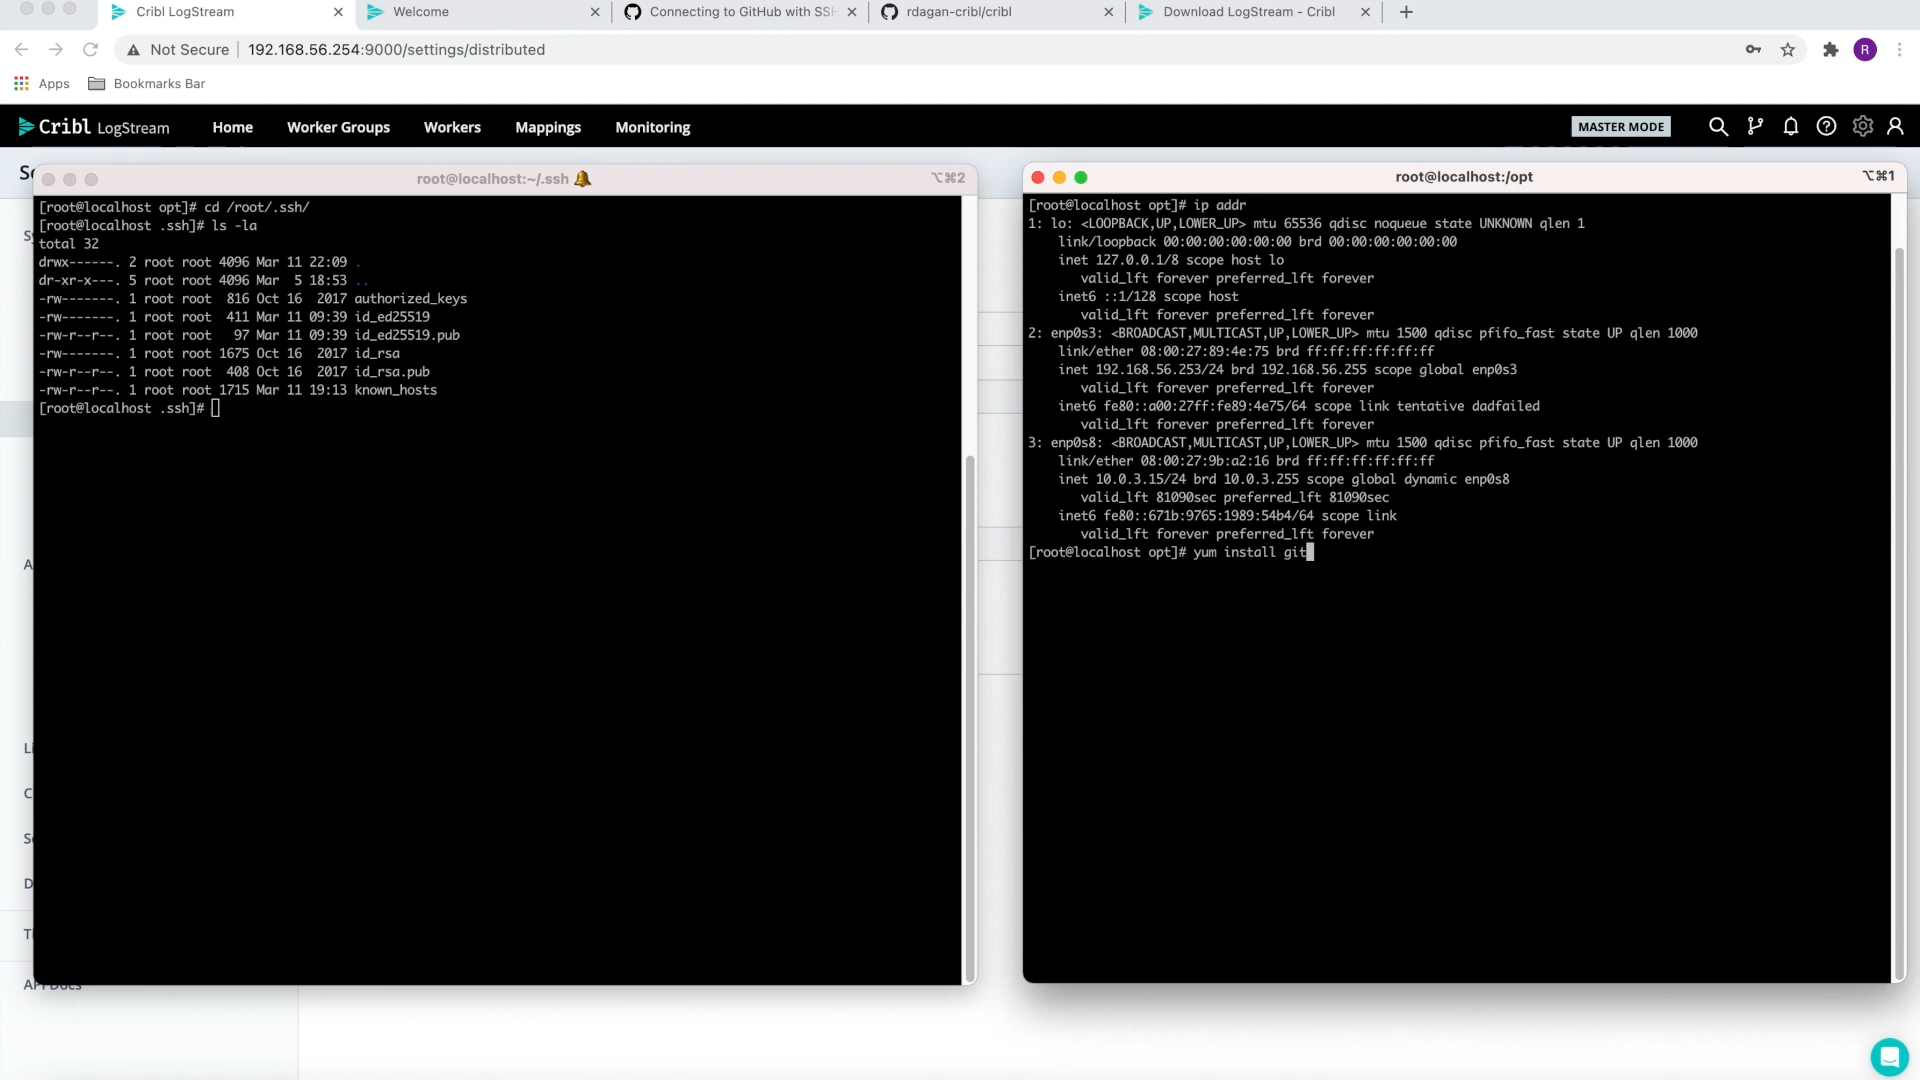 Cribl LogStream
Welcome
Connecting to GitHub with SSH
rdagan-cribl/cribl
Download LogStream - Cribl
Not Secure
192.168.56.254:9000/settings/distributed
R
Apps
Bookmarks Bar
Cribl LogStream
Home
Worker Groups
Workers
Mappings
Monitoring
MASTER MODE
root@localhost:~/.ssh
⌥⌘2
[root@localhost opt]# cd /root/.ssh/
[root@localhost .ssh]# ls -la
total 32
drwx------. 2 root root 4096 Mar 11 22:09 .
dr-xr-x---. 5 root root 4096 Mar  5 18:53 ..
-rw-------. 1 root root  816 Oct 16  2017 authorized_keys
-rw-------. 1 root root  411 Mar 11 09:39 id_ed25519
-rw-r--r--. 1 root root   97 Mar 11 09:39 id_ed25519.pub
-rw-------. 1 root root 1675 Oct 16  2017 id_rsa
-rw-r--r--. 1 root root  408 Oct 16  2017 id_rsa.pub
-rw-r--r--. 1 root root 1715 Mar 11 19:13 known_hosts
[root@localhost .ssh]#
root@localhost:/opt
⌥⌘1
[root@localhost opt]# ip addr
1: lo: <LOOPBACK,UP,LOWER_UP> mtu 65536 qdisc noqueue state UNKNOWN qlen 1
link/loopback 00:00:00:00:00:00 brd 00:00:00:00:00:00
inet 127.0.0.1/8 scope host lo
valid_lft forever preferred_lft forever
inet6 ::1/128 scope host
valid_lft forever preferred_lft forever
2: enp0s3: <BROADCAST,MULTICAST,UP,LOWER_UP> mtu 1500 qdisc pfifo_fast state UP qlen 1000
link/ether 08:00:27:89:4e:75 brd ff:ff:ff:ff:ff:ff
inet 192.168.56.253/24 brd 192.168.56.255 scope global enp0s3
valid_lft forever preferred_lft forever
inet6 fe80::a00:27ff:fe89:4e75/64 scope link tentative dadfailed
valid_lft forever preferred_lft forever
3: enp0s8: <BROADCAST,MULTICAST,UP,LOWER_UP> mtu 1500 qdisc pfifo_fast state UP qlen 1000
link/ether 08:00:27:9b:a2:16 brd ff:ff:ff:ff:ff:ff
inet 10.0.3.15/24 brd 10.0.3.255 scope global dynamic enp0s8
valid_lft 81090sec preferred_lft 81090sec
inet6 fe80::671b:9765:1989:54b4/64 scope link
valid_lft forever preferred_lft forever
[root@localhost opt]# yum install git
API Docs